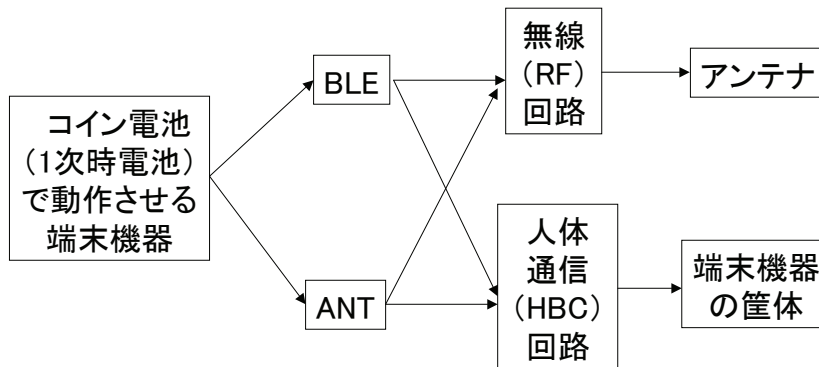 コイン電池
(1次時電池)
で動作させる
端末機器
BLE
ANT
無線
(RF)
回路
アンテナ
人体
通信
(HBC)
回路
端末機器
の筐体